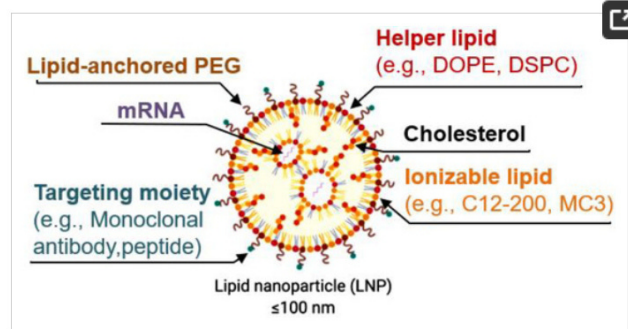 Helper lipid
(e.g., DOPE, DSPC)
Lipid-anchored PEG
mRNA
Cholesterol
Targeting moiety
(e.g., Monoclonal
antibody,peptide)
Ionizable lipid
(e.g., C12-200, MC3)
Lipid nanoparticle (LNP)
≤100 nm